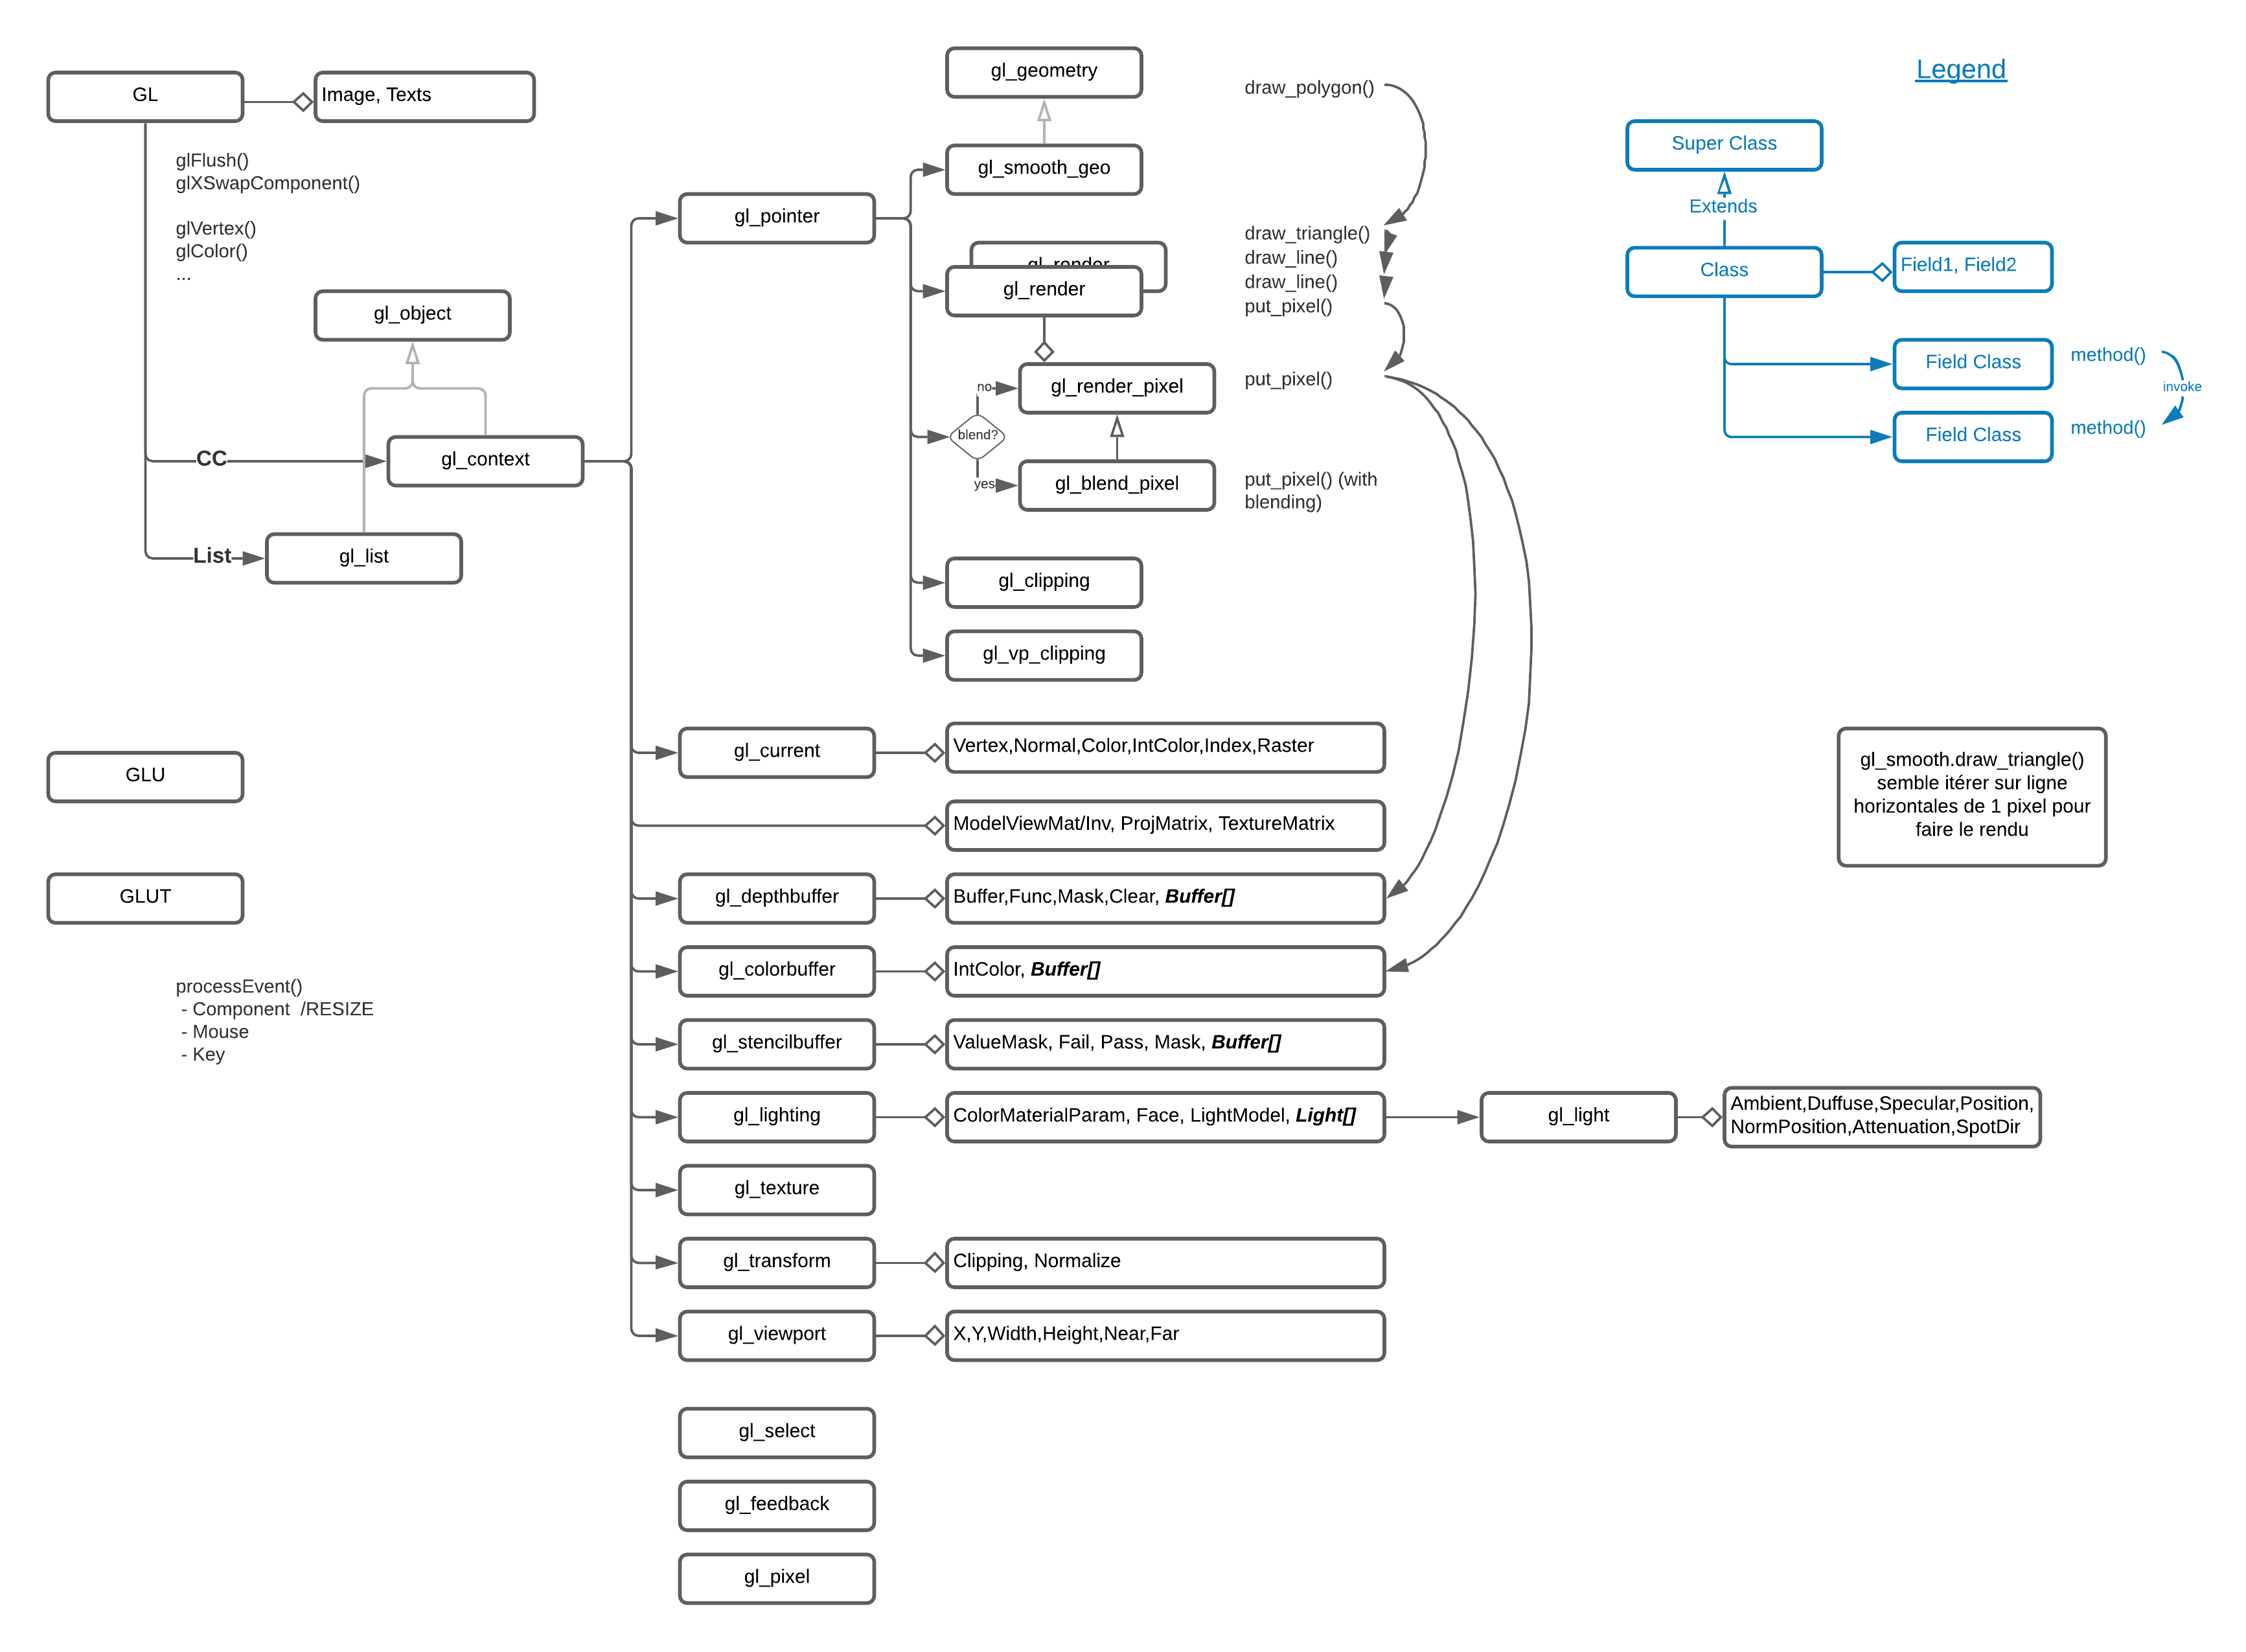 GL
Image, Texts
glFlush()
glXSwapComponent()
glVertex()
glColor()
...
gl_object
CC
gl_context
List
gl_list
GLU
GLUT
processEvent()
- Component  /RESIZE
- Mouse
- Key
gl_pointer
gl_geometry
gl_smooth_geo
gl_render
gl_render
blend?
no
yes
gl_render_pixel
gl_blend_pixel
gl_clipping
gl_vp_clipping
draw_polygon()
draw_triangle()
draw_line()
draw_line()
put_pixel()
put_pixel()
put_pixel() (with
blending)
gl_current
Vertex,Normal,Color,IntColor,Index,Raster
ModelViewMat/Inv, ProjMatrix, TextureMatrix
gl_depthbuffer
Buffer,Func,Mask,Clear, Buffer[]
gl_colorbuffer
IntColor, Buffer[]
gl_stencilbuffer
ValueMask, Fail, Pass, Mask, Buffer[]
gl_lighting
ColorMaterialParam, Face, LightModel, Light[]
gl_light
Ambient,Duffuse,Specular,Position,
NormPosition,Attenuation,SpotDir
gl_texture
gl_transform
Clipping, Normalize
gl_viewport
X,Y,Width,Height,Near,Far
gl_select
gl_feedback
gl_pixel
Legend
Super Class
Extends
Class
Field1, Field2
Field Class
method()
invoke
Field Class
method()
gl_smooth.draw_triangle()
semble itérer sur ligne
horizontales de 1 pixel pour
faire le rendu